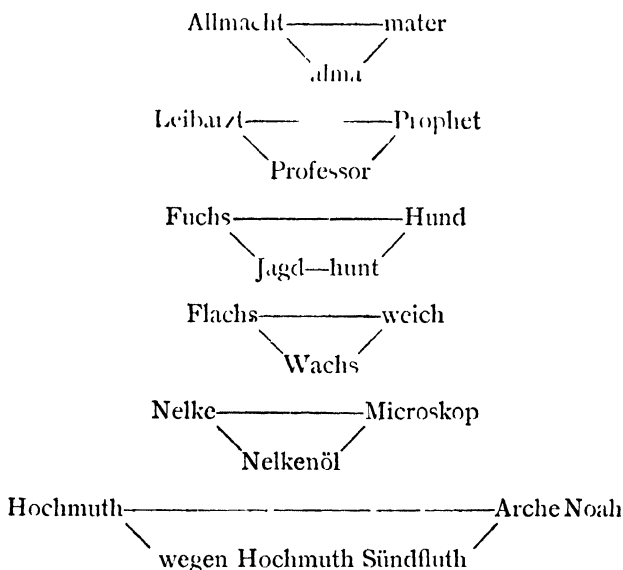 Allmacht mater
alma
Leibarzt Prophet
Professor
Fuchs Hund
Jagd—hunt
Flachs weich
Wachs
Nelke Microskop
Nelkenöl
Hochmuth Arche Noah
wegen Hochmuth Sündfluth